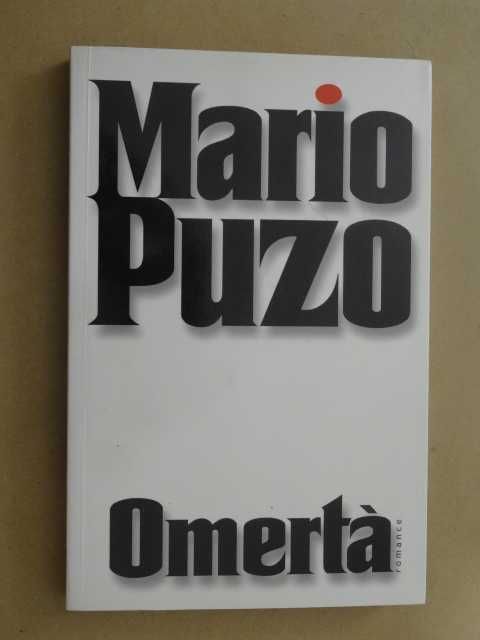 Mario
Puzo
Omertà
romance